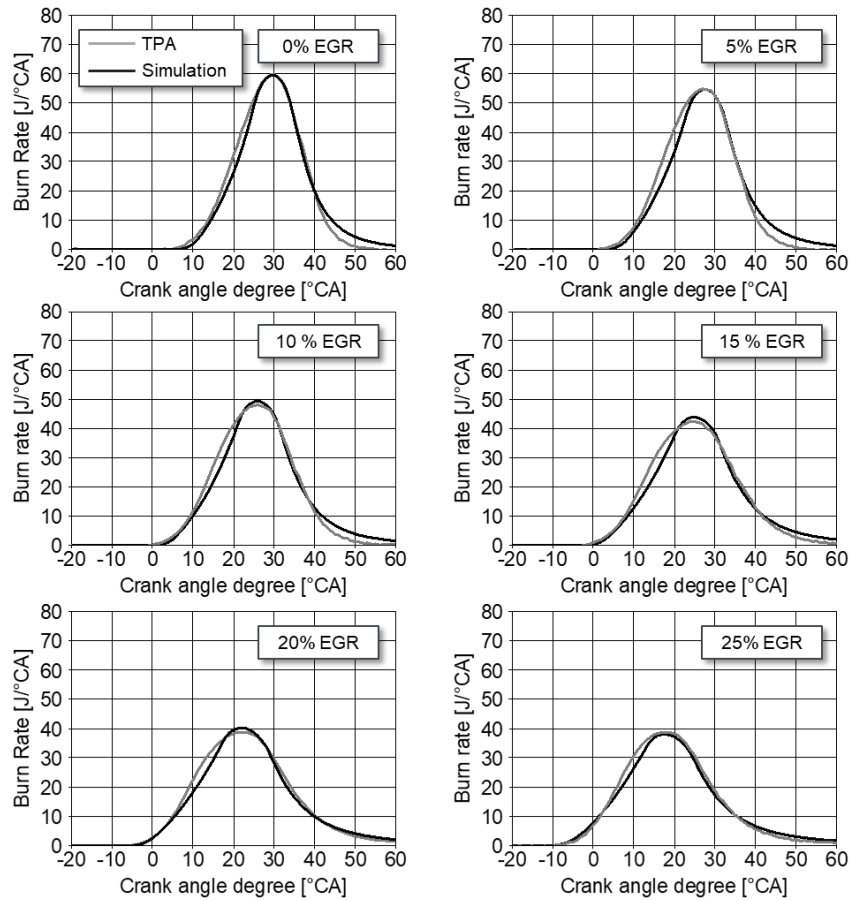 80
70
60
50
40
30
20
10
0
Burn Rate [J/°CA]
TPA
Simulation
0% EGR
-20 -10 0 10 20 30 40 50 60
Crank angle degree [°CA]
80
70
60
50
40
30
20
10
0
Burn rate [J/°CA]
5% EGR
-20 -10 0 10 20 30 40 50 60
Crank angle degree [°CA]
80
70
60
50
40
30
20
10
0
Burn rate [J/°CA]
10 % EGR
-20 -10 0 10 20 30 40 50 60
Crank angle degree [°CA]
80
70
60
50
40
30
20
10
0
Burn rate [J/°CA]
15 % EGR
-20 -10 0 10 20 30 40 50 60
Crank angle degree [°CA]
80
70
60
50
40
30
20
10
0
Burn Rate [J/°CA]
20% EGR
-20 -10 0 10 20 30 40 50 60
Crank angle degree [°CA]
80
70
60
50
40
30
20
10
0
Burn rate [J/°CA]
25% EGR
-20 -10 0 10 20 30 40 50 60
Crank angle degree [°CA]